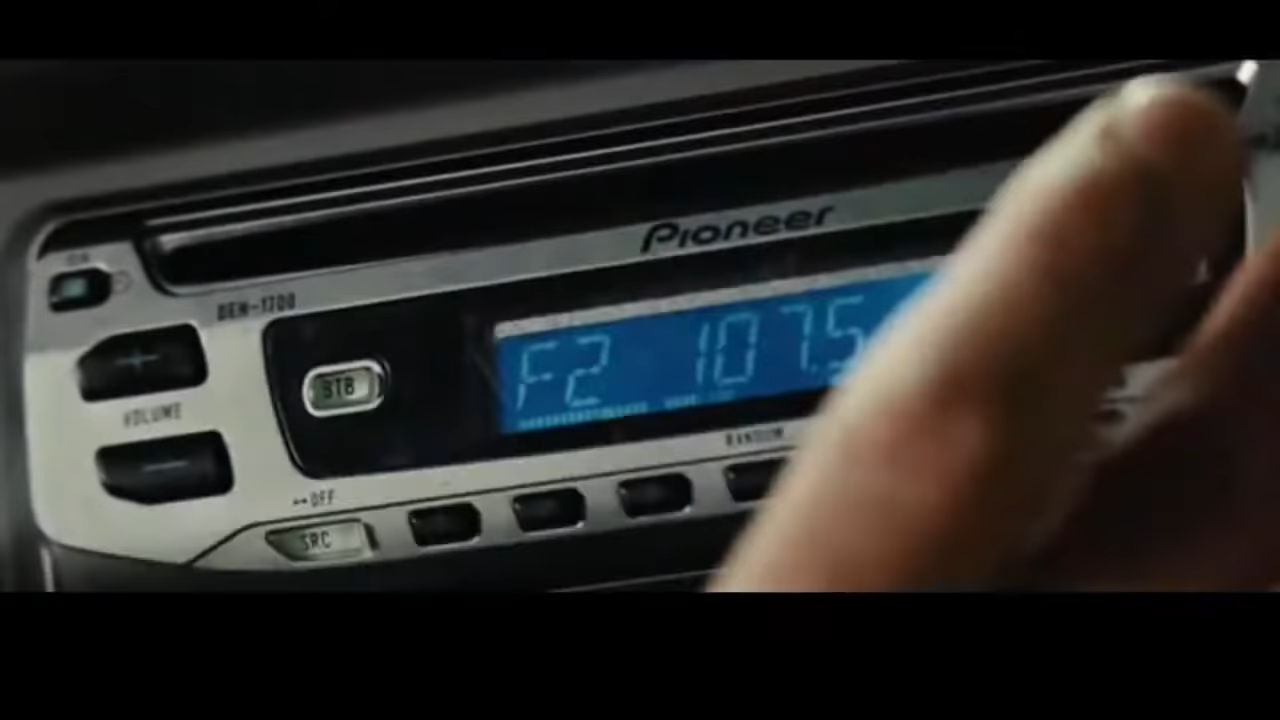 Pioneer
DEH-1700
BTB
F2 107.5
VOLUME
RANDOM
OFF
SRC